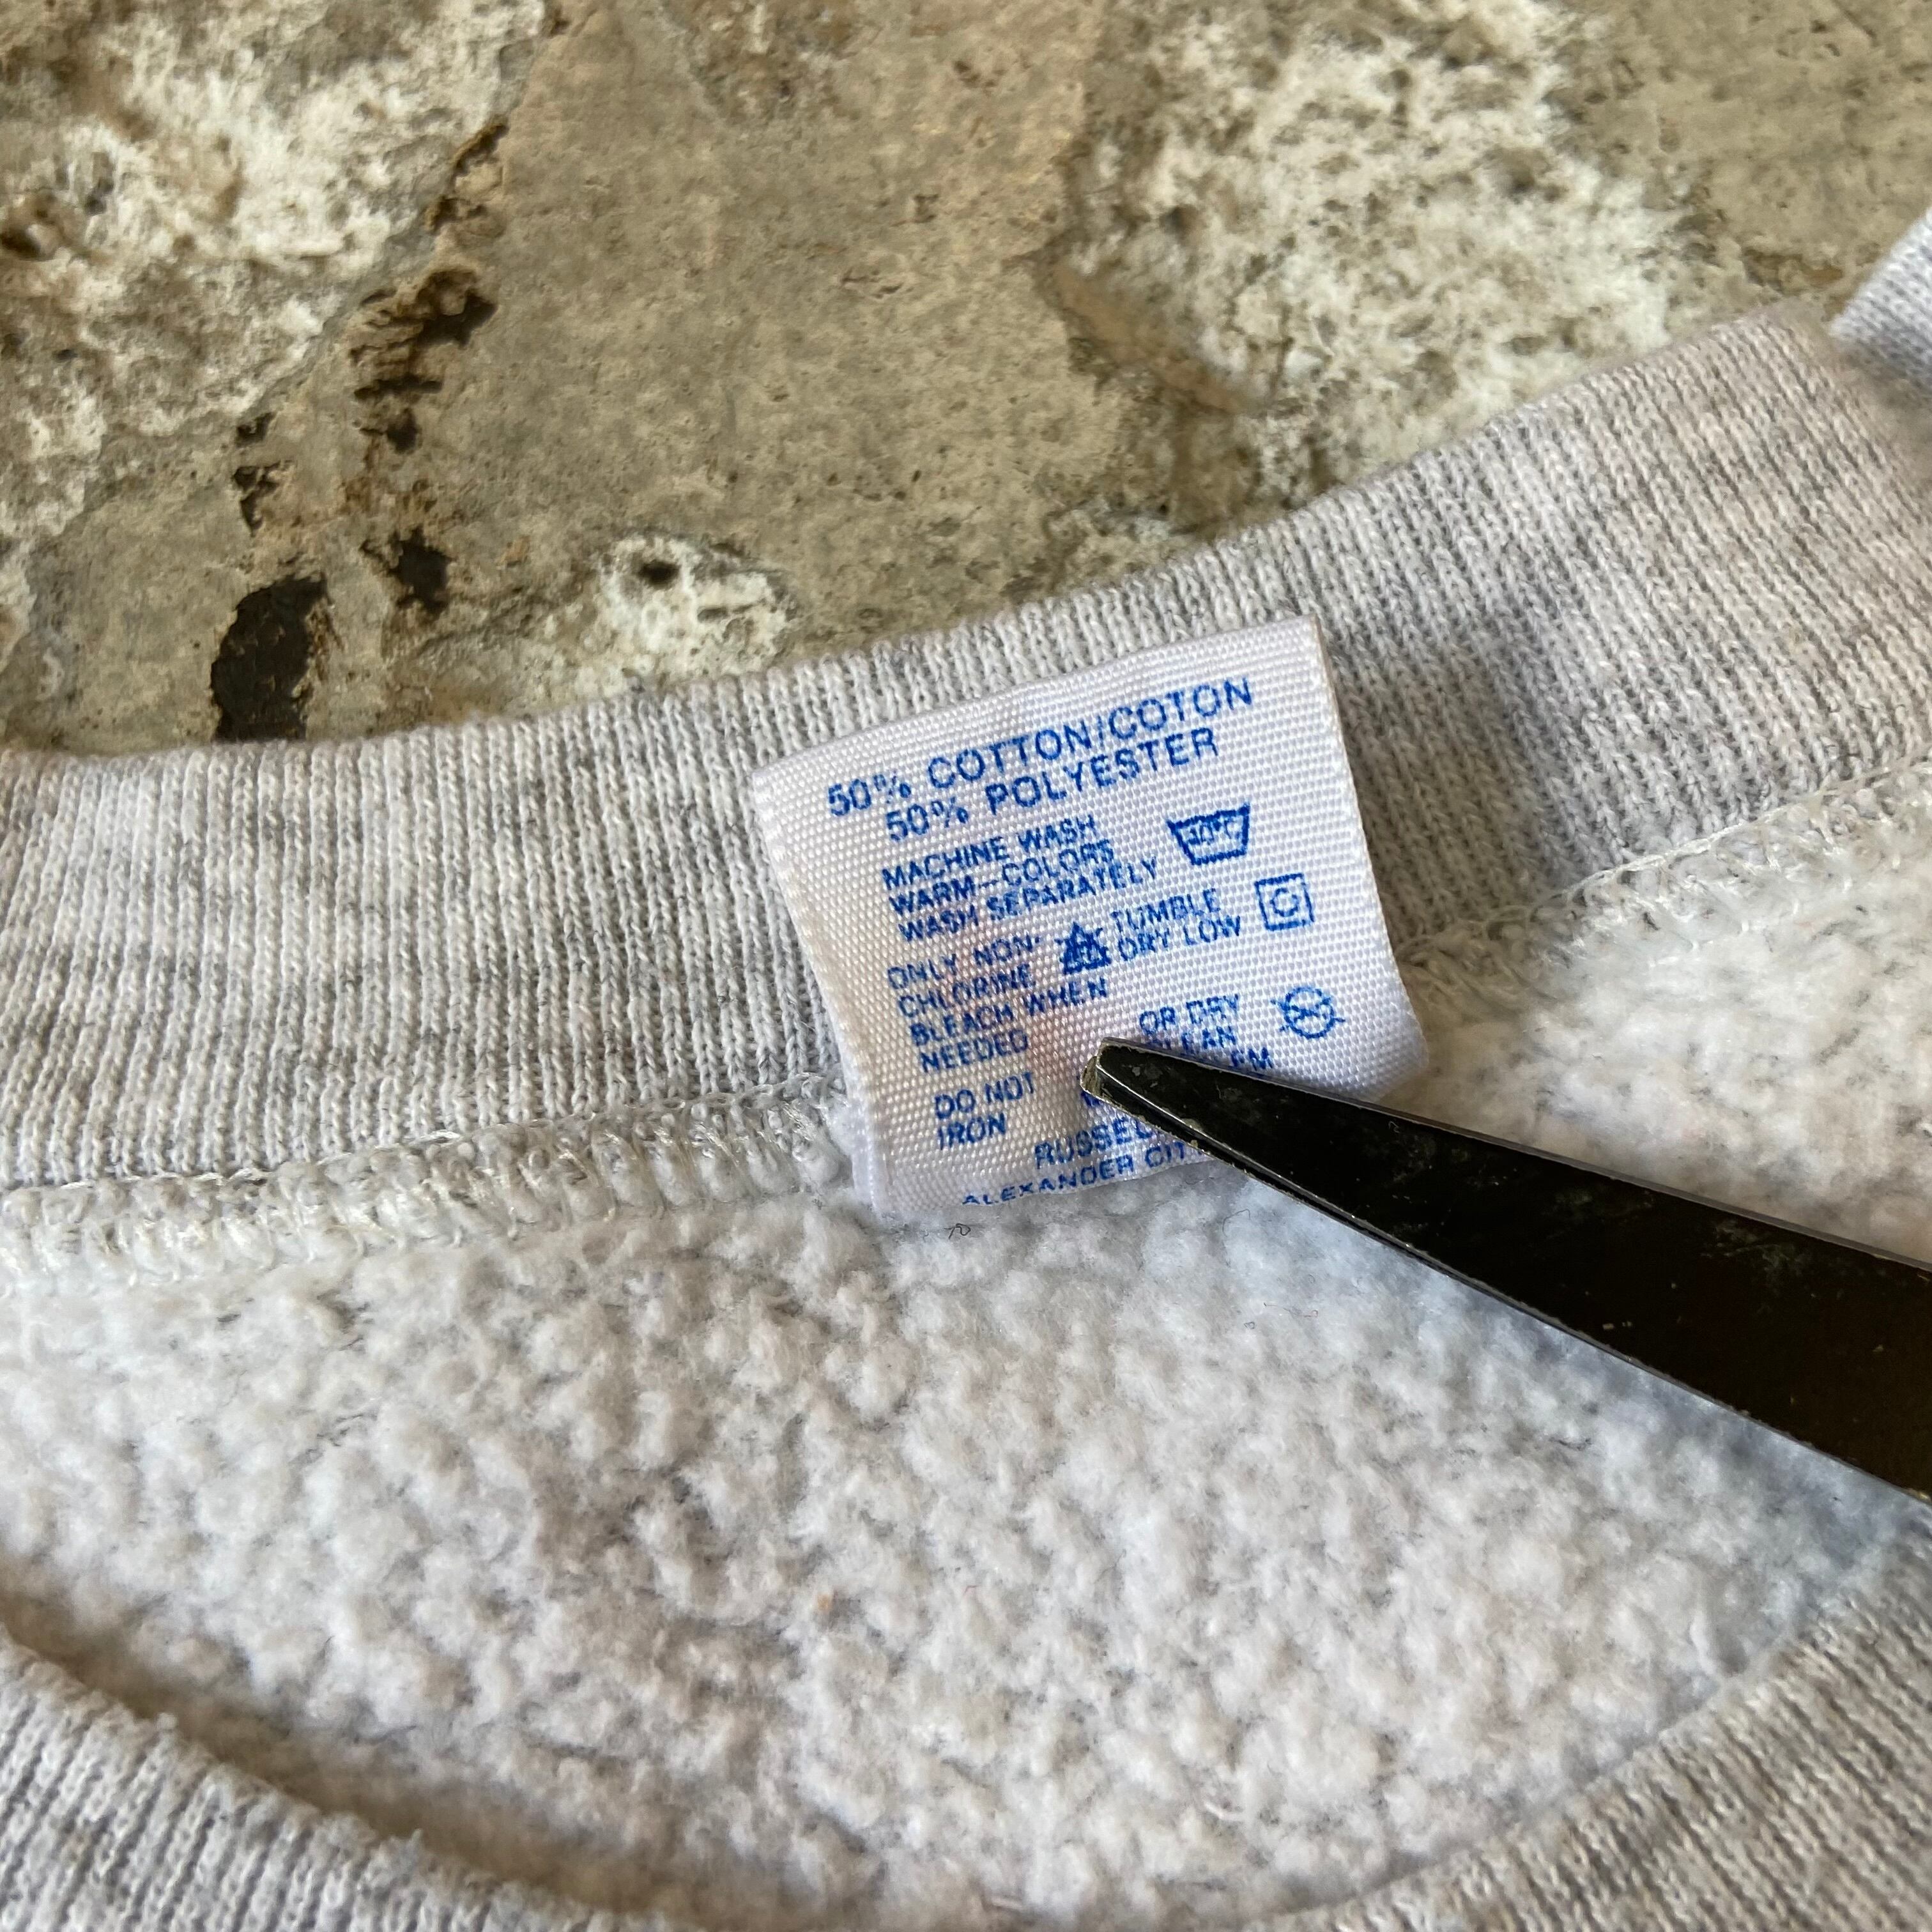 50% COTTON/COTON
50% POLYESTER
MACHINE WASH
WARM—COLORS
WASH SEPARATELY
ONLY NON-
CHLORINE
BLEACH WHEN
NEEDED
TUMBLE
DRY LOW
OR DRY
DO NOT
IRON
ALEXANDER